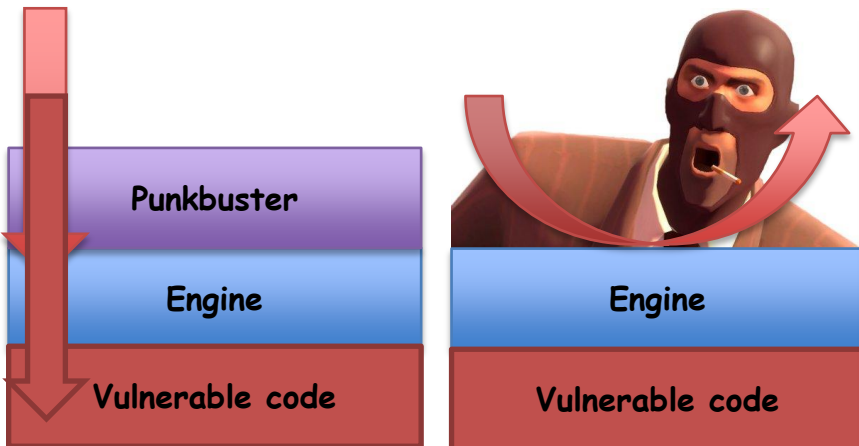 Punkbuster
Engine
Vulnerable code
Engine
Vulnerable code